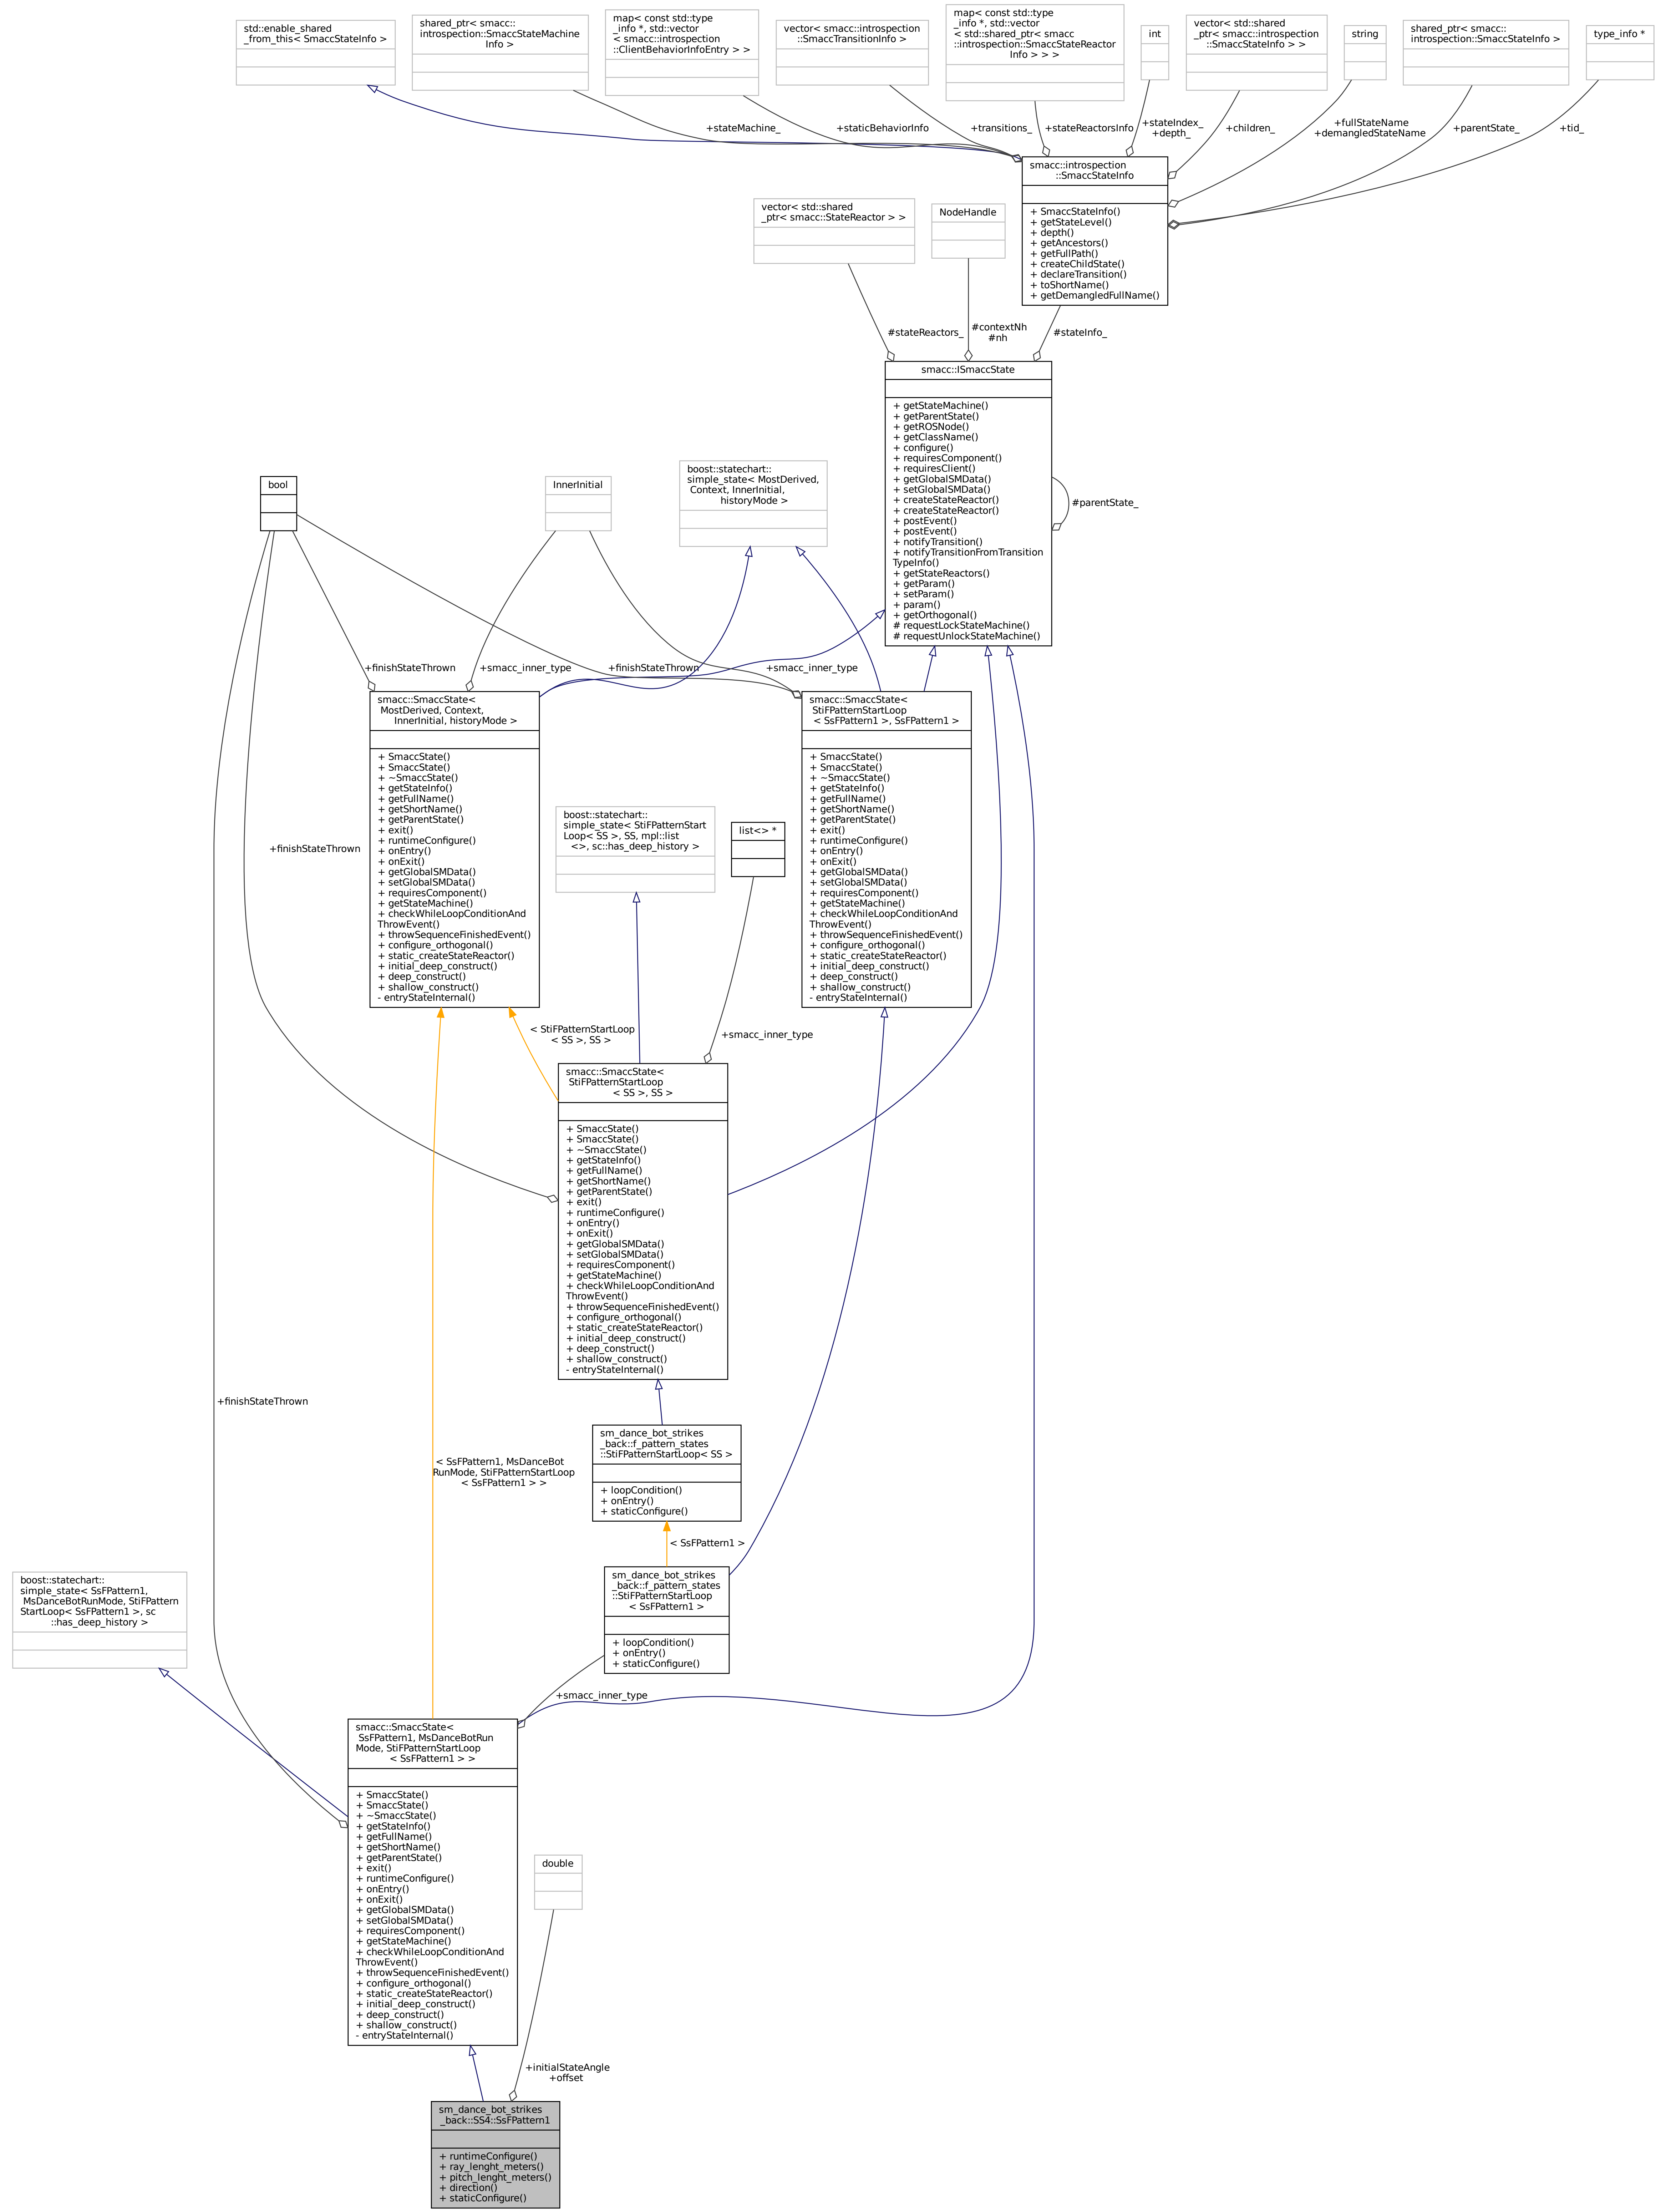 std::enable_shared
_from_this< SmaccStateInfo >
shared_ptr< smacc::
introspection::SmaccStateMachine
Info >
map< const std::type
_info *, std::vector
< smacc::introspection
::ClientBehaviorInfoEntry > >
vector< smacc::introspection
::SmaccTransitionInfo >
map< const std::type
_info *, std::vector
< std::shared_ptr< smacc
::introspection::SmaccStateReactor
Info > > >
int
vector< std::shared
_ptr< smacc::introspection
::SmaccStateInfo > >
string
shared_ptr< smacc::
introspection::SmaccStateInfo >
type_info *
+stateMachine_
+staticBehaviorInfo
+transitions_
+stateReactorsInfo
+stateIndex_
+depth_
+children_
+fullStateName
+demangledStateName
+parentState_
+tid_
smacc::introspection
::SmaccStateInfo
+ SmaccStateInfo()
+ getStateLevel()
+ depth()
+ getAncestors()
+ getFullPath()
+ createChildState()
+ declareTransition()
+ toShortName()
+ getDemangledFullName()
vector< std::shared
_ptr< smacc::StateReactor > >
NodeHandle
#stateReactors_
#contextNh
#nh
#stateInfo_
smacc::ISmaccState
+ getStateMachine()
+ getParentState()
+ getROSNode()
+ getClassName()
+ configure()
+ requiresComponent()
+ requiresClient()
+ getGlobalSMData()
+ setGlobalSMData()
+ createStateReactor()
+ createStateReactor()
+ postEvent()
+ postEvent()
+ notifyTransition()
+ notifyTransitionFromTransition
TypeInfo()
+ getStateReactors()
+ getParam()
+ setParam()
+ param()
+ getOrthogonal()
# requestLockStateMachine()
# requestUnlockStateMachine()
#parentState_
bool
InnerInitial
boost::statechart::
simple_state< MostDerived,
Context, InnerInitial,
historyMode >
+finishStateThrown
+smacc_inner_type
+finishStateThrown
+smacc_inner_type
smacc::SmaccState<
MostDerived, Context,
InnerInitial, historyMode >
+ SmaccState()
+ SmaccState()
+ ~SmaccState()
+ getStateInfo()
+ getFullName()
+ getShortName()
+ getParentState()
+ exit()
+ runtimeConfigure()
+ onEntry()
+ onExit()
+ getGlobalSMData()
+ setGlobalSMData()
+ requiresComponent()
+ getStateMachine()
+ checkWhileLoopConditionAnd
ThrowEvent()
+ throwSequenceFinishedEvent()
+ configure_orthogonal()
+ static_createStateReactor()
+ initial_deep_construct()
+ deep_construct()
+ shallow_construct()
- entryStateInternal()
smacc::SmaccState<
StiFPatternStartLoop
< SsFPattern1 >, SsFPattern1 >
+ SmaccState()
+ SmaccState()
+ ~SmaccState()
+ getStateInfo()
+ getFullName()
+ getShortName()
+ getParentState()
+ exit()
+ runtimeConfigure()
+ onEntry()
+ onExit()
+ getGlobalSMData()
+ setGlobalSMData()
+ requiresComponent()
+ getStateMachine()
+ checkWhileLoopConditionAnd
ThrowEvent()
+ throwSequenceFinishedEvent()
+ configure_orthogonal()
+ static_createStateReactor()
+ initial_deep_construct()
+ deep_construct()
+ shallow_construct()
- entryStateInternal()
boost::statechart::
simple_state< StiFPatternStart
Loop< SS >, SS, mpl::list
<>, sc::has_deep_history >
list<> *
+finishStateThrown
< StiFPatternStartLoop
< SS >, SS >
+smacc_inner_type
smacc::SmaccState<
StiFPatternStartLoop
< SS >, SS >
+ SmaccState()
+ SmaccState()
+ ~SmaccState()
+ getStateInfo()
+ getFullName()
+ getShortName()
+ getParentState()
+ exit()
+ runtimeConfigure()
+ onEntry()
+ onExit()
+ getGlobalSMData()
+ setGlobalSMData()
+ requiresComponent()
+ getStateMachine()
+ checkWhileLoopConditionAnd
ThrowEvent()
+ throwSequenceFinishedEvent()
+ configure_orthogonal()
+ static_createStateReactor()
+ initial_deep_construct()
+ deep_construct()
+ shallow_construct()
- entryStateInternal()
+finishStateThrown
sm_dance_bot_strikes
_back::f_pattern_states
::StiFPatternStartLoop< SS >
+ loopCondition()
+ onEntry()
+ staticConfigure()
< SsFPattern1, MsDanceBot
RunMode, StiFPatternStartLoop
< SsFPattern1 > >
< SsFPattern1 >
sm_dance_bot_strikes
_back::f_pattern_states
::StiFPatternStartLoop
< SsFPattern1 >
+ loopCondition()
+ onEntry()
+ staticConfigure()
boost::statechart::
simple_state< SsFPattern1,
MsDanceBotRunMode, StiFPattern
StartLoop< SsFPattern1 >, sc
::has_deep_history >
+smacc_inner_type
smacc::SmaccState<
SsFPattern1, MsDanceBotRun
Mode, StiFPatternStartLoop
< SsFPattern1 > >
+ SmaccState()
+ SmaccState()
+ ~SmaccState()
+ getStateInfo()
+ getFullName()
+ getShortName()
+ getParentState()
+ exit()
+ runtimeConfigure()
+ onEntry()
+ onExit()
+ getGlobalSMData()
+ setGlobalSMData()
+ requiresComponent()
+ getStateMachine()
+ checkWhileLoopConditionAnd
ThrowEvent()
+ throwSequenceFinishedEvent()
+ configure_orthogonal()
+ static_createStateReactor()
+ initial_deep_construct()
+ deep_construct()
+ shallow_construct()
- entryStateInternal()
double
+initialStateAngle
+offset
sm_dance_bot_strikes
_back::SS4::SsFPattern1
+ runtimeConfigure()
+ ray_lenght_meters()
+ pitch_lenght_meters()
+ direction()
+ staticConfigure()